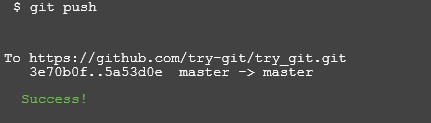 $ git push
To https://github.com/try-git/try_git.git
3e70b0f..5a53d0e master -> master
Success!